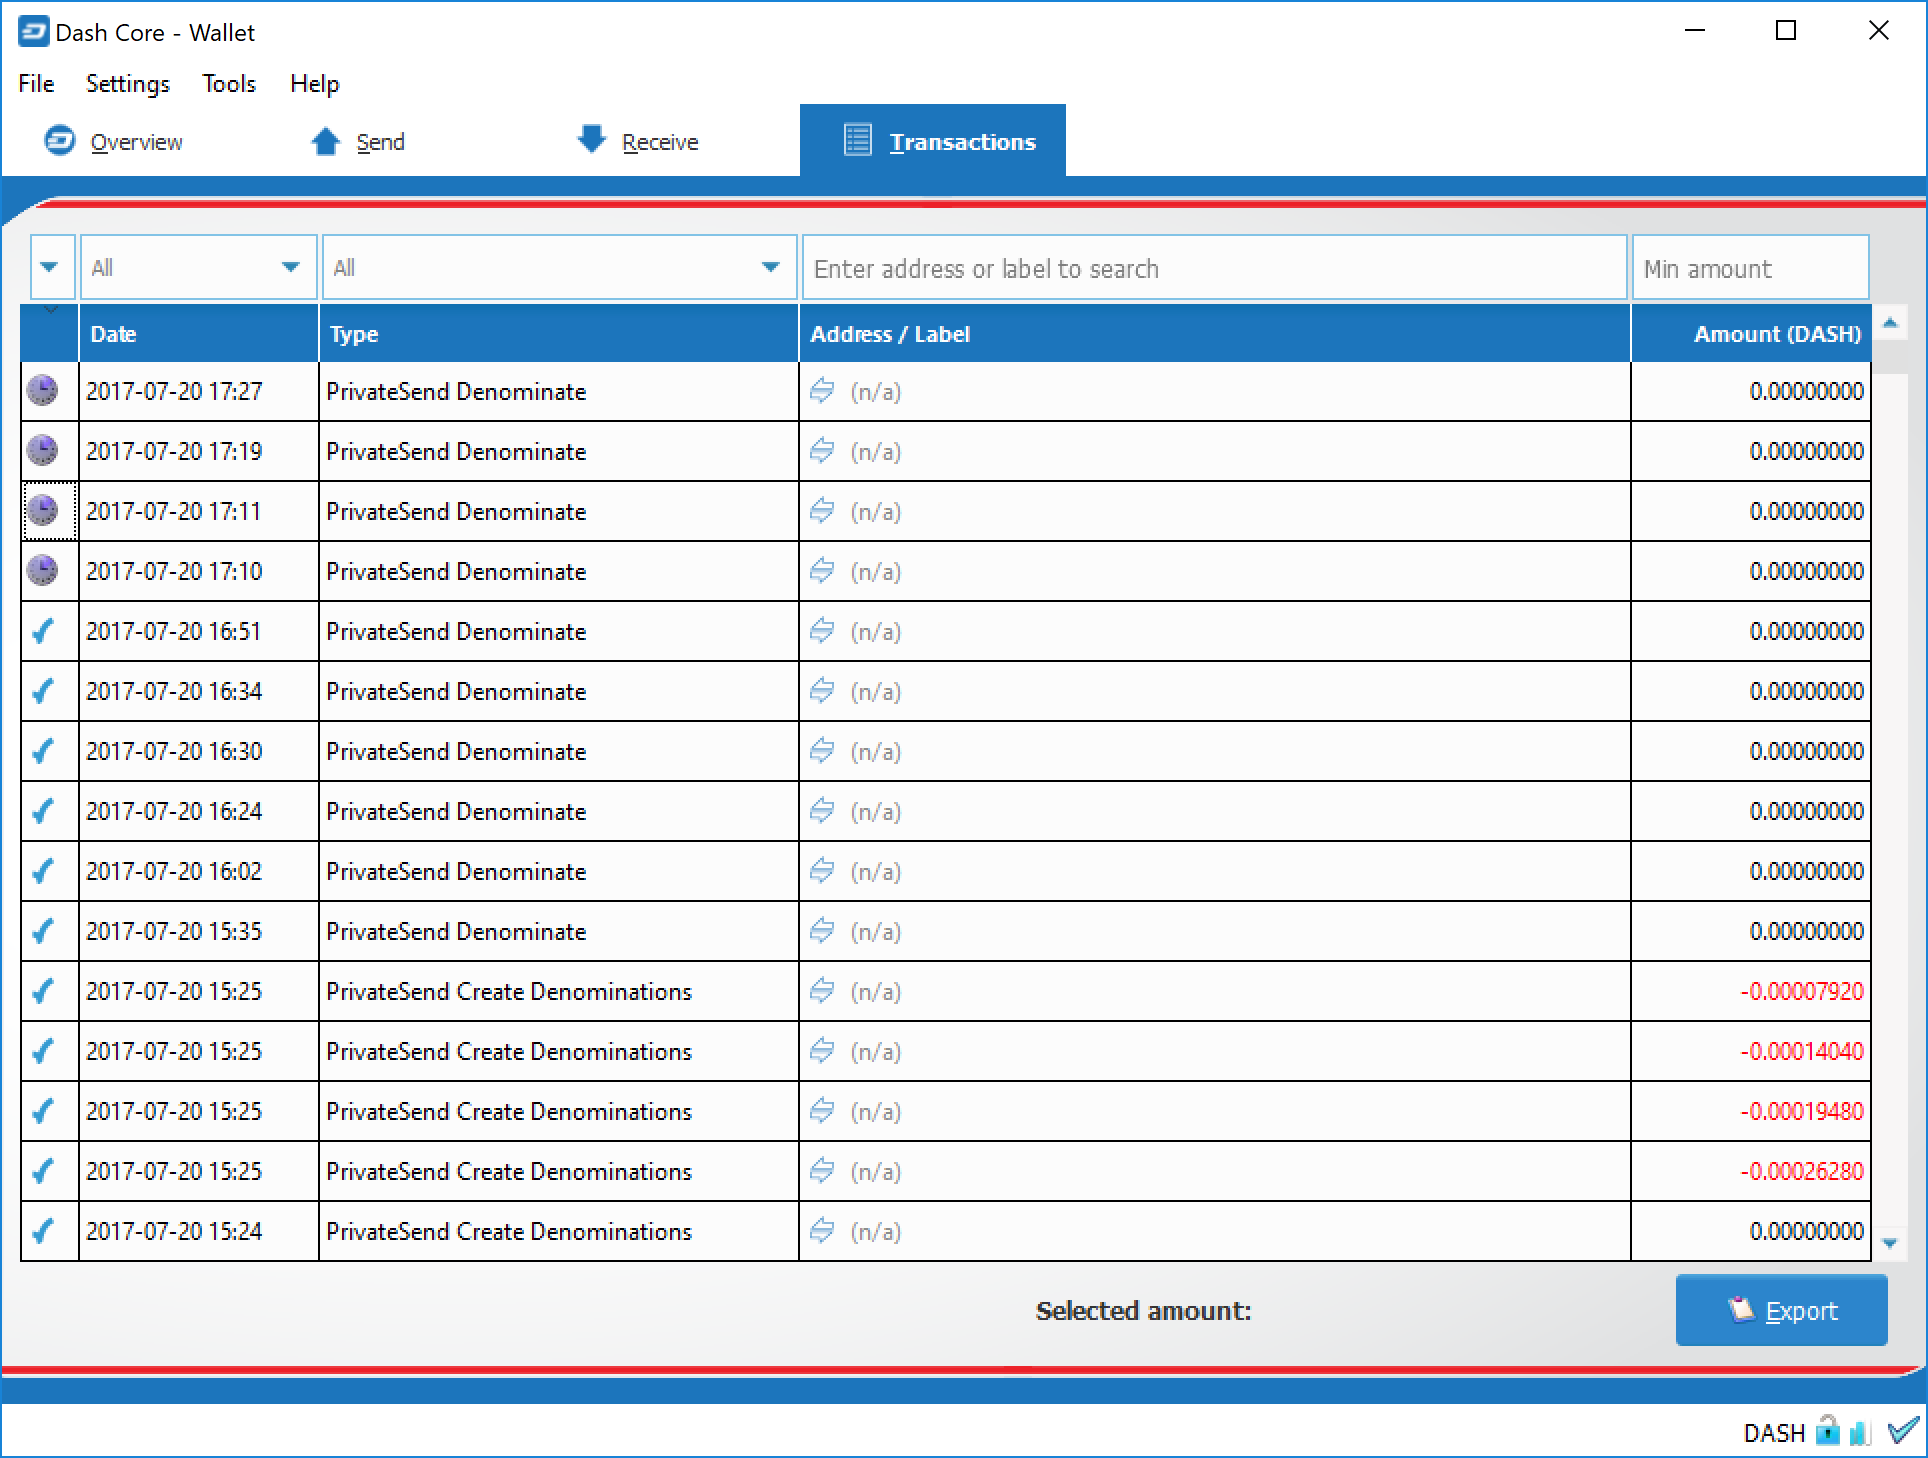 Dash Core - Wallet
File Settings Tools Help
Overview Send Receive Transactions
All All Enter address or label to search Min amount
Date Type Address / Label Amount (DASH)
2017-07-20 17:27 PrivateSend Denominate (n/a) 0.00000000
2017-07-20 17:19 PrivateSend Denominate (n/a) 0.00000000
2017-07-20 17:11 PrivateSend Denominate (n/a) 0.00000000
2017-07-20 17:10 PrivateSend Denominate (n/a) 0.00000000
2017-07-20 16:51 PrivateSend Denominate (n/a) 0.00000000
2017-07-20 16:34 PrivateSend Denominate (n/a) 0.00000000
2017-07-20 16:30 PrivateSend Denominate (n/a) 0.00000000
2017-07-20 16:24 PrivateSend Denominate (n/a) 0.00000000
2017-07-20 16:02 PrivateSend Denominate (n/a) 0.00000000
2017-07-20 15:35 PrivateSend Denominate (n/a) 0.00000000
2017-07-20 15:25 PrivateSend Create Denominations (n/a) -0.00007920
2017-07-20 15:25 PrivateSend Create Denominations (n/a) -0.00014040
2017-07-20 15:25 PrivateSend Create Denominations (n/a) -0.00019480
2017-07-20 15:25 PrivateSend Create Denominations (n/a) -0.00026280
2017-07-20 15:24 PrivateSend Create Denominations (n/a) 0.00000000
Selected amount: Export
DASH